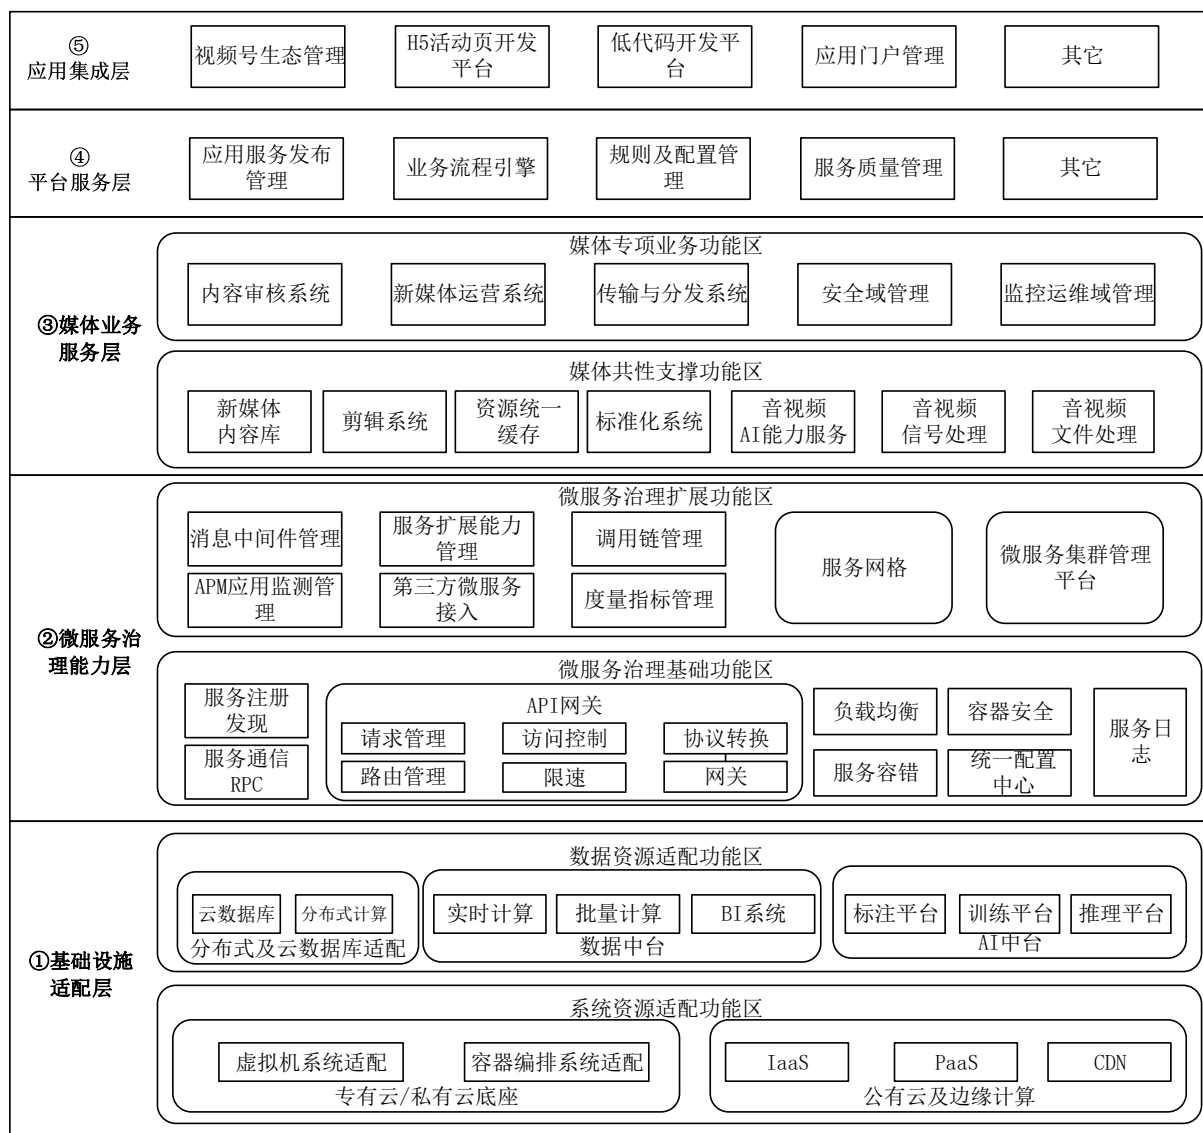 ⑤
应用集成层
视频号生态管理
H5活动页开发
平台
低代码开发平
台
应用门户管理
其它
④
平台服务层
应用服务发布
管理
业务流程引擎
规则及配置管
理
服务质量管理
其它
③媒体业务
服务层
媒体专项业务功能区
内容审核系统
新媒体运营系统
传输与分发系统
安全域管理
监控运维域管理
媒体共性支撑功能区
新媒体
内容库
剪辑系统
资源统一
缓存
标准化系统
音视频
AI能力服务
音视频
信号处理
音视频
文件处理
②微服务治
理能力层
微服务治理扩展功能区
消息中间件管理
服务扩展能力
管理
调用链管理
APM应用监测管
理
第三方微服务
接入
度量指标管理
服务网格
微服务集群管理
平台
微服务治理基础功能区
服务注册
发现
服务通信
RPC
API网关
请求管理
访问控制
协议转换
路由管理
限速
网关
负载均衡
容器安全
服务容错
统一配置
中心
服务日
志
①基础设施
适配层
数据资源适配功能区
云数据库
分布式计算
分布式及云数据库适配
实时计算
批量计算
BI系统
数据中台
标注平台
训练平台
推理平台
AI中台
系统资源适配功能区
虚拟机系统适配
容器编排系统适配
专有云/私有云底座
IaaS
PaaS
CDN
公有云及边缘计算